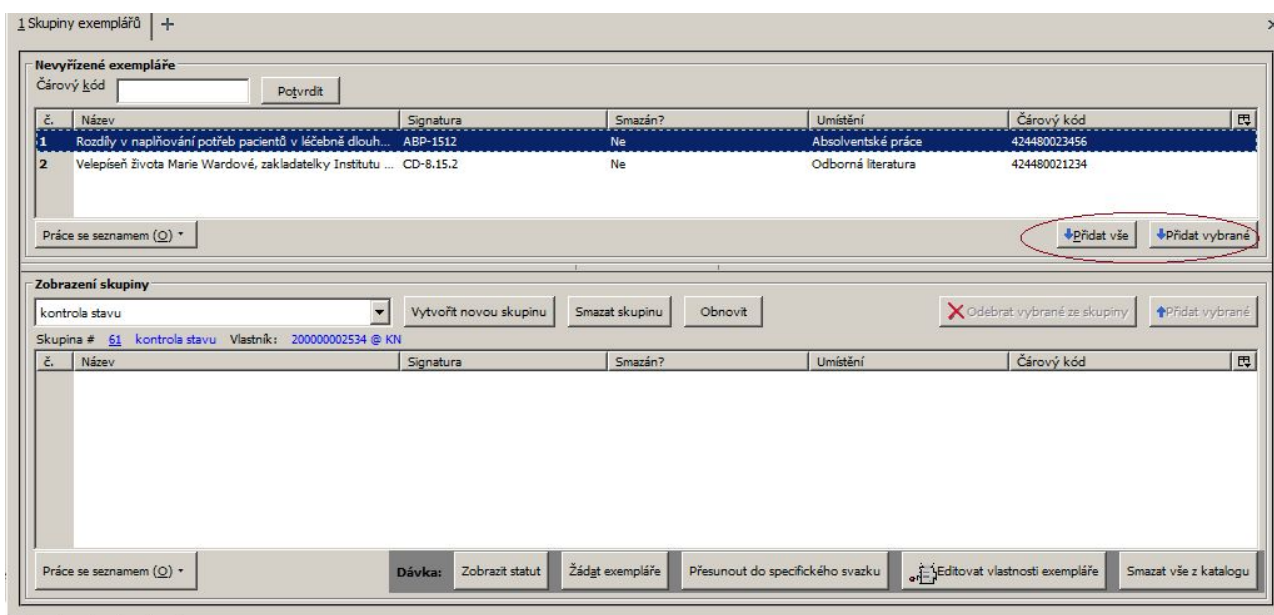 1 Skupiny exemplářů
Nevyřízené exempláře
Čárový kód Potvrdit
č. Název Signatura Smazán? Umístění Čárový kód
1 Rozdíly v naplňování potřeb pacientů v léčebně dlouh... ABP-1512 Ne Absolventské práce 424480023456
2 Velepíseň života Marie Wardové, zakladatelky Institutu ... CD-8.15.2 Ne Odborná literatura 424480021234
Práce se seznamem (O) Přidat vše Přidat vybrané
Zobrazení skupiny
kontrola stavu Vytvořit novou skupinu Smazat skupinu Obnovit Odebrat vybrané ze skupiny Přidat vybrané
Skupina # 61 kontrola stavu Vlastník: 200000002534 @ KN
č. Název Signatura Smazán? Umístění Čárový kód
Práce se seznamem (O) Dávka: Zobrazit statut Žádat exempláře Přesunout do specifického svazku Editovat vlastnosti exempláře Smazat vše z katalogu